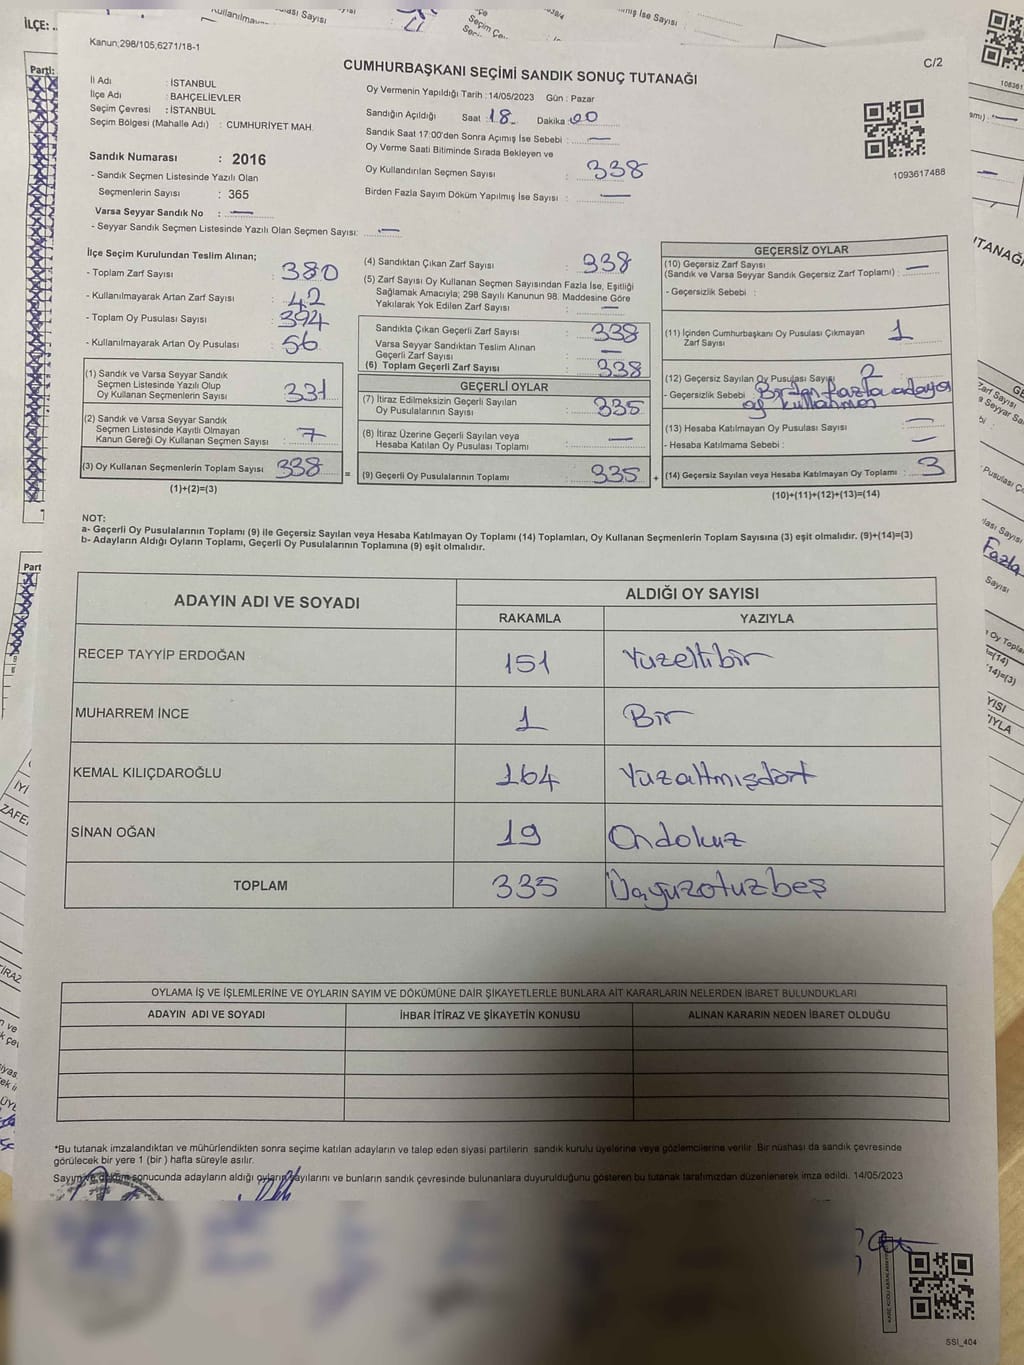 Kanun;298/105,6271/18-1
C/2
CUMHURBAŞKANI SEÇİMİ SANDIK SONUÇ TUTANAĞI
İl Adı : İSTANBUL
İlçe Adı : BAHÇELİEVLER
Seçim Çevresi : İSTANBUL
Seçim Bölgesi (Mahalle Adı) : CUMHURİYET MAH.
Sandık Numarası : 2016
- Sandık Seçmen Listesinde Yazılı Olan
Seçmenlerin Sayısı : 365
Varsa Seyyar Sandık No : —
- Seyyar Sandık Seçmen Listesinde Yazılı Olan Seçmen Sayısı: —
Oy Vermenin Yapıldığı Tarih :14/05/2023 Gün : Pazar
Sandığın Açıldığı Saat :18 Dakika :00
Sandık Saat 17:00'den Sonra Açımış İse Sebebi : —
Oy Verme Saati Bitiminde Sırada Bekleyen ve
Oy Kullandırılan Seçmen Sayısı : 338
Birden Fazla Sayım Döküm Yapılmış İse Sayısı : —
1093617488
İlçe Seçim Kurulundan Teslim Alınan;
- Toplam Zarf Sayısı : 380
- Kullanılmayarak Artan Zarf Sayısı : 42
- Toplam Oy Pusulası Sayısı : 394
- Kullanılmayarak Artan Oy Pusulası : 56
(1) Sandık ve Varsa Seyyar Sandık
Seçmen Listesinde Yazılı Olup
Oy Kullanan Seçmenlerin Sayısı : 331
(2) Sandık ve Varsa Seyyar Sandık
Seçmen Listesinde Kayıtlı Olmayan
Kanun Gereği Oy Kullanan Seçmen Sayısı : 7
(3) Oy Kullanan Seçmenlerin Toplam Sayısı : 338
(1)+(2)=(3)
=
(4) Sandıktan Çıkan Zarf Sayısı : 338
(5) Zarf Sayısı Oy Kullanan Seçmen Sayısından Fazla İse, Eşitliği
Sağlamak Amacıyla; 298 Sayılı Kanunun 98. Maddesine Göre
Yakılarak Yok Edilen Zarf Sayısı : —
Sandıkta Çıkan Geçerli Zarf Sayısı : 338
Varsa Seyyar Sandıktan Teslim Alınan
Geçerli Zarf Sayısı : —
(6) Toplam Geçerli Zarf Sayısı : 338
GEÇERLİ OYLAR
(7) İtiraz Edilmeksizin Geçerli Sayılan
Oy Pusulalarının Sayısı : 335
(8) İtiraz Üzerine Geçerli Sayılan veya
Hesaba Katılan Oy Pusulası Toplamı : —
(9) Geçerli Oy Pusulalarının Toplamı : 335
+
GEÇERSİZ OYLAR
(10) Geçersiz Zarf Sayısı
(Sandık ve Varsa Seyyar Sandık Geçersiz Zarf Toplamı) : —
- Geçersizlik Sebebi :
(11) İçinden Cumhurbaşkanı Oy Pusulası Çıkmayan
Zarf Sayısı : 1
(12) Geçersiz Sayılan Oy Pusulası Sayısı : 2
- Geçersizlik Sebebi : Birden fazla adaya
oy kullanmış
(13) Hesaba Katılmayan Oy Pusulası Sayısı : —
- Hesaba Katılmama Sebebi : —
(14) Geçersiz Sayılan veya Hesaba Katılmayan Oy Toplamı : 3
(10)+(11)+(12)+(13)=(14)
NOT:
a- Geçerli Oy Pusulalarının Toplamı (9) ile Geçersiz Sayılan veya Hesaba Katılmayan Oy Toplamı (14) Toplamları, Oy Kullanan Seçmenlerin Toplam Sayısına (3) eşit olmalıdır. (9)+(14)=(3)
b- Adayların Aldığı Oyların Toplamı, Geçerli Oy Pusulalarının Toplamına (9) eşit olmalıdır.
ADAYIN ADI VE SOYADI ALDIĞI OY SAYISI
RAKAMLA YAZIYLA
RECEP TAYYİP ERDOĞAN 151 Yüzellibir
MUHARREM İNCE 1 Bir
KEMAL KILIÇDAROĞLU 164 Yüzaltmışdört
SİNAN OĞAN 19 Ondokuz
TOPLAM 335 Üçyüzotuzbeş
OYLAMA İŞ VE İŞLEMLERİNE VE OYLARIN SAYIM VE DÖKÜMÜNE DAİR ŞİKAYETLERLE BUNLARA AİT KARARLARIN NELERDEN İBARET BULUNDUKLARI
ADAYIN ADI VE SOYADI İHBAR İTİRAZ VE ŞİKAYETİN KONUSU ALINAN KARARIN NEDEN İBARET OLDUĞU
*Bu tutanak imzalandıktan ve mühürlendikten sonra seçime katılan adayların ve talep eden siyasi partilerin sandık kurulu üyelerine veya gözlemcilerine verilir. Bir nüshası da sandık çevresinde
görülecek bir yere 1 (bir ) hafta süreyle asılır.
Sayım ve döküm sonucunda adayların aldığı oyların sayılarını ve bunların sandık çevresinde bulunanlara duyurulduğunu gösteren bu tutanak tarafımızdan düzenlenerek imza edildi. 14/05/2023
SSI_404
İLÇE:
Parti:
Part
ZAFE
Fazla